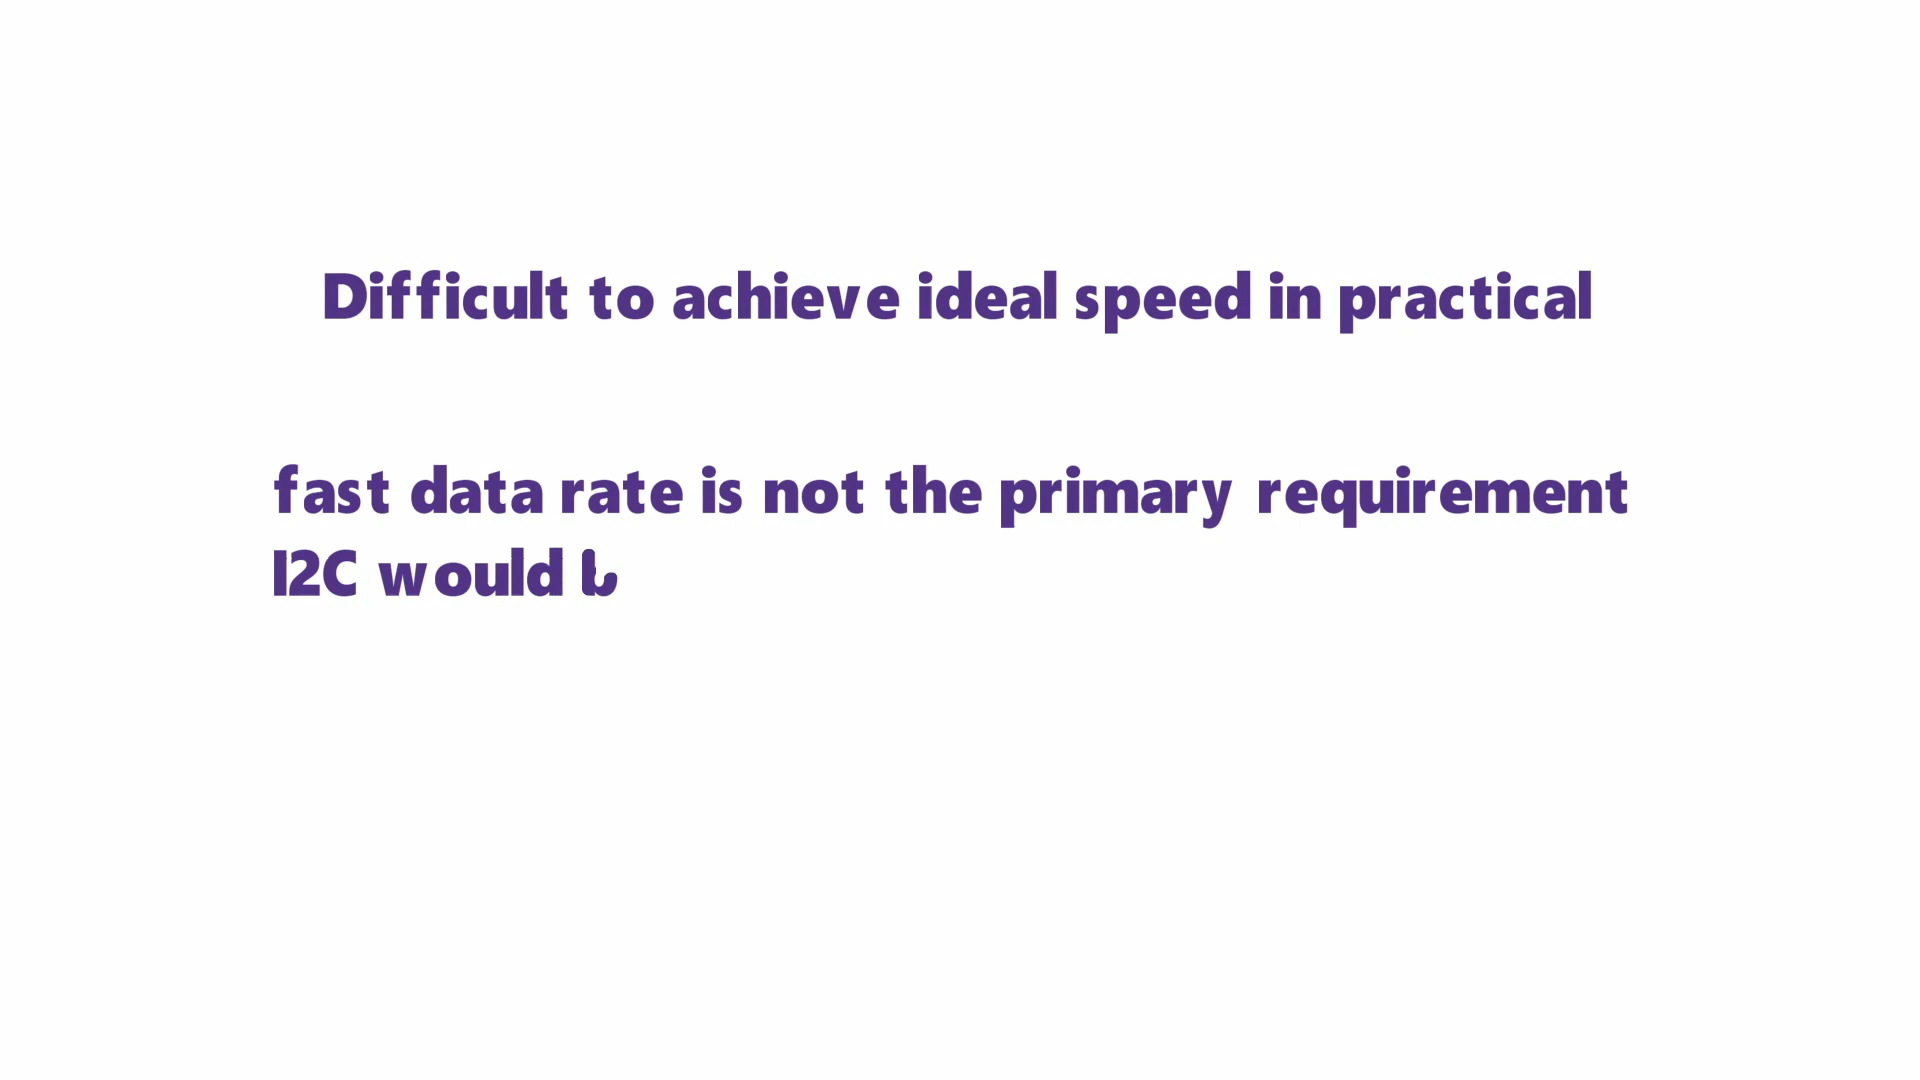 Difficult to achieve ideal speed in practical
fast data rate is not the primary requirement
I2C would